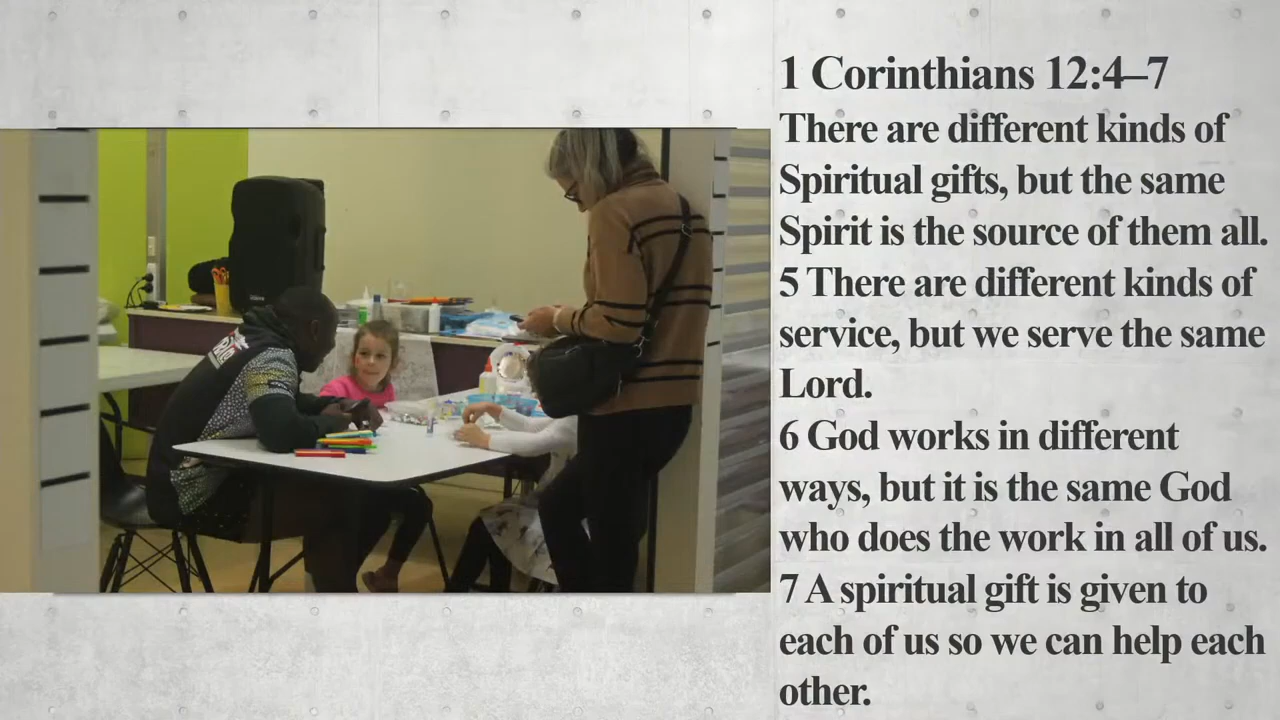 1 Corinthians 12:4–7
There are different kinds of
Spiritual gifts, but the same
Spirit is the source of them all.
5 There are different kinds of
service, but we serve the same
Lord.
6 God works in different
ways, but it is the same God
who does the work in all of us.
7 A spiritual gift is given to
each of us so we can help each
other.